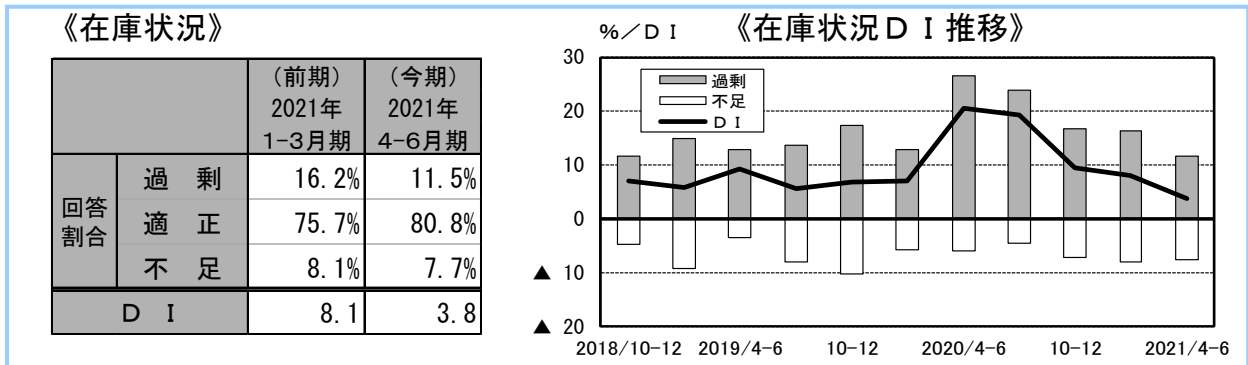 《在庫状況》
(前期) (今期)
2021年 2021年
1-3月期 4-6月期
回答割合
過 剰 16.2% 11.5%
適 正 75.7% 80.8%
不 足 8.1% 7.7%
ＤＩ 8.1 3.8
《在庫状況ＤＩ推移》
％／ＤＩ
過剰
不足
ＤＩ
30
20
10
0
▲ 10
▲ 20
2018/10-12 2019/4-6 10-12 2020/4-6 10-12 2021/4-6